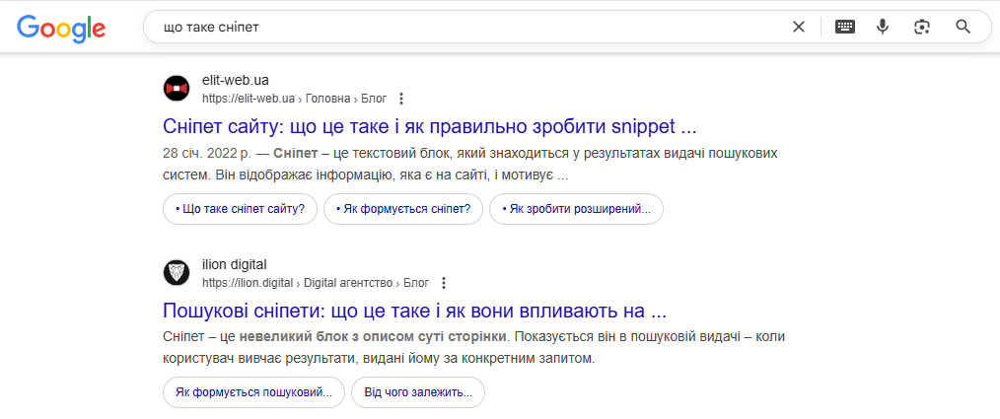 Google
що таке сніпет
elit-web.ua
https://elit-web.ua › Головна › Блог
Сніпет сайту: що це таке і як правильно зробити snippet ...
28 січ. 2022 р. — Сніпет – це текстовий блок, який знаходиться у результатах видачі пошукових
систем. Він відображає інформацію, яка є на сайті, і мотивує ...
• Що таке сніпет сайту? • Як формується сніпет? • Як зробити розширений...
ilion digital
https://ilion.digital › Digital агентство › Блог
Пошукові сніпети: що це таке і як вони впливають на ...
Сніпет – це невеликий блок з описом суті сторінки. Показується він в пошуковій видачі – коли
користувач вивчає результати, видані йому за конкретним запитом.
Як формується пошуковий... Від чого залежить...